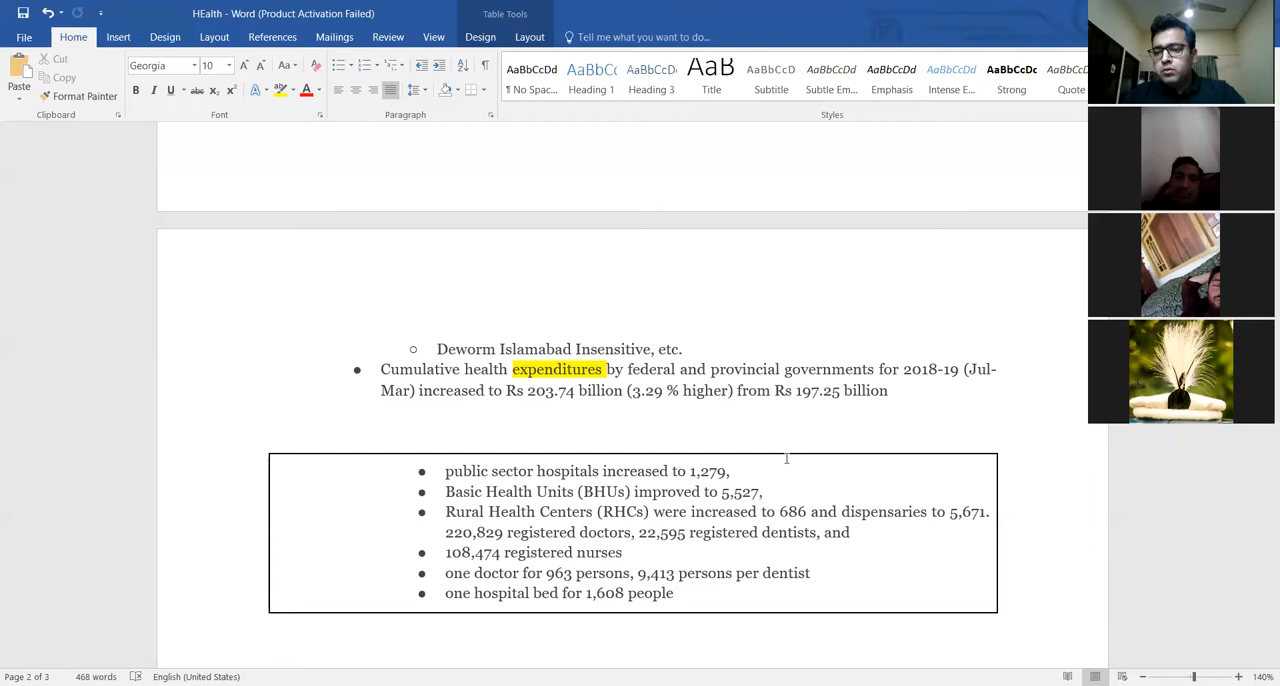 HEalth - Word (Product Activation Failed)
Table Tools
File
Home
Insert
Design
Layout
References
Mailings
Review
View
Design
Layout
Tell me what you want to do...
Paste
Cut
Copy
Format Painter
Clipboard
Georgia
10
Font
Paragraph
AaBbCcDd
¶ No Spac...
AaBbCc
Heading 1
AaBbCcDc
Heading 3
AaB
Title
AaBbCcD
Subtitle
AaBbCcDd
Subtle Em...
AaBbCcDd
Emphasis
AaBbCcDd
Intense E...
AaBbCcDc
Strong
AaBbCcD
Quote
Styles
○ Deworm Islamabad Insensitive, etc.
● Cumulative health expenditures by federal and provincial governments for 2018-19 (Jul-
Mar) increased to Rs 203.74 billion (3.29 % higher) from Rs 197.25 billion
● public sector hospitals increased to 1,279,
● Basic Health Units (BHUs) improved to 5,527,
● Rural Health Centers (RHCs) were increased to 686 and dispensaries to 5,671.
220,829 registered doctors, 22,595 registered dentists, and
● 108,474 registered nurses
● one doctor for 963 persons, 9,413 persons per dentist
● one hospital bed for 1,608 people
Page 2 of 3
468 words
English (United States)
140%